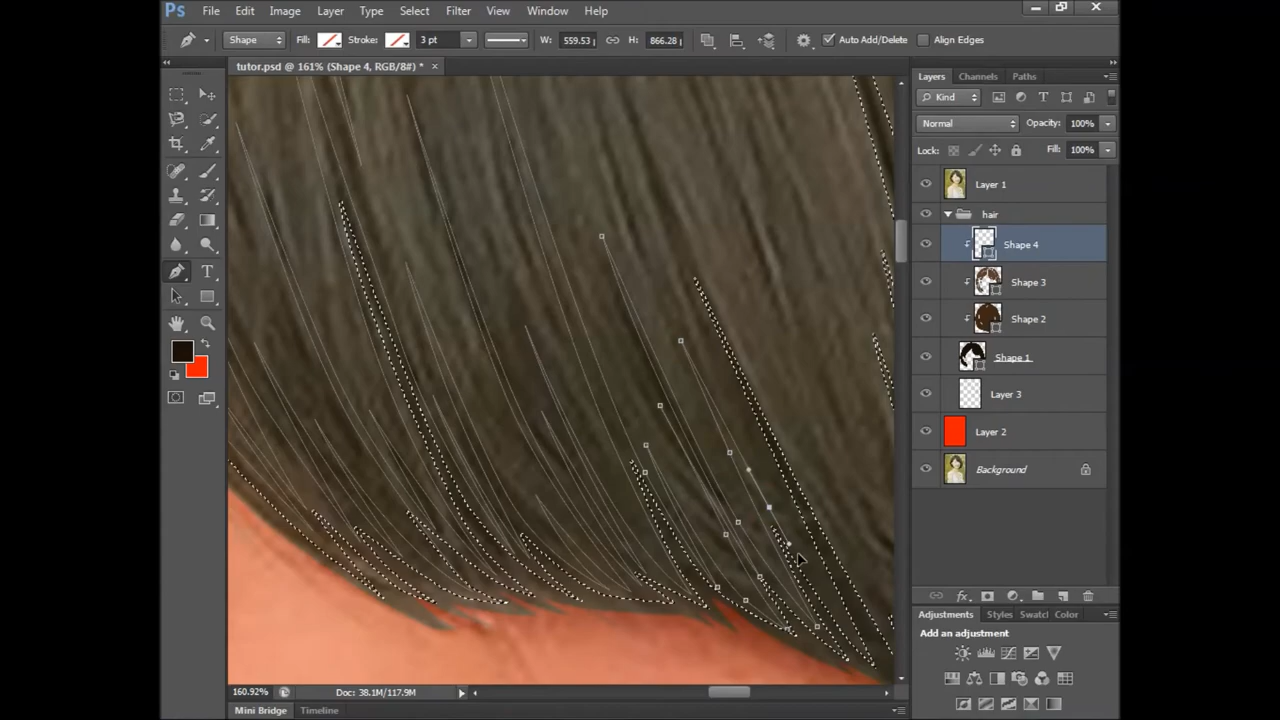 Ps File Edit Image Layer Type Select Filter View Window Help
Shape Fill: Stroke: 3 pt W: 559.53 H: 866.28 Auto Add/Delete Align Edges
tutor.psd @ 161% (Shape 4, RGB/8#) * ×
Layers Channels Paths
Kind
Normal Opacity: 100%
Lock: Fill: 100%
Layer 1
hair
Shape 4
Shape 3
Shape 2
Shape 1
Layer 3
Layer 2
Background
fx
Adjustments Styles Swatcl Color
Add an adjustment
160.92% Doc: 38.1M/117.9M
Mini Bridge Timeline